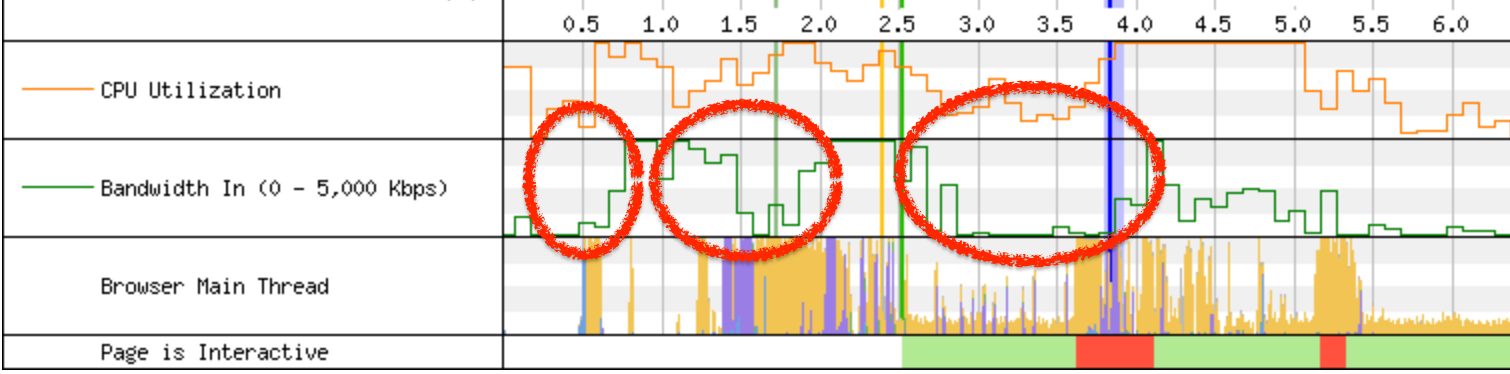 0.5 1.0 1.5 2.0 2.5 3.0 3.5 4.0 4.5 5.0 5.5 6.0
CPU Utilization
Bandwidth In (0 - 5,000 Kbps)
Browser Main Thread
Page is Interactive